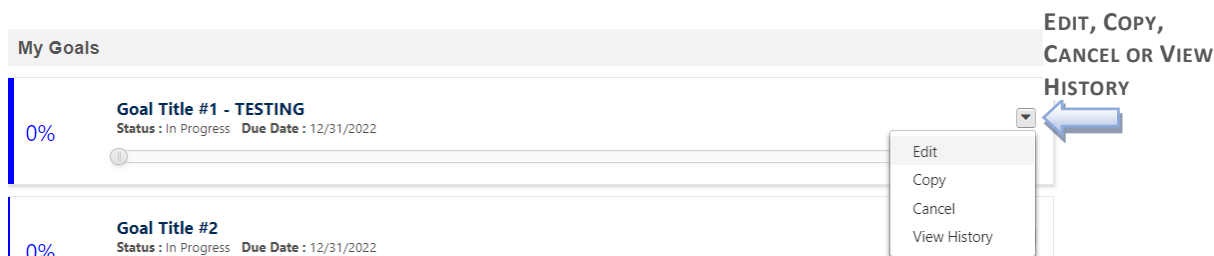 EDIT, COPY,
CANCEL OR VIEW
HISTORY
My Goals
Goal Title #1 - TESTING
0%
Status : In Progress Due Date : 12/31/2022
Edit
Copy
Cancel
View History
Goal Title #2
0%
Status : In Progress Due Date : 12/31/2022